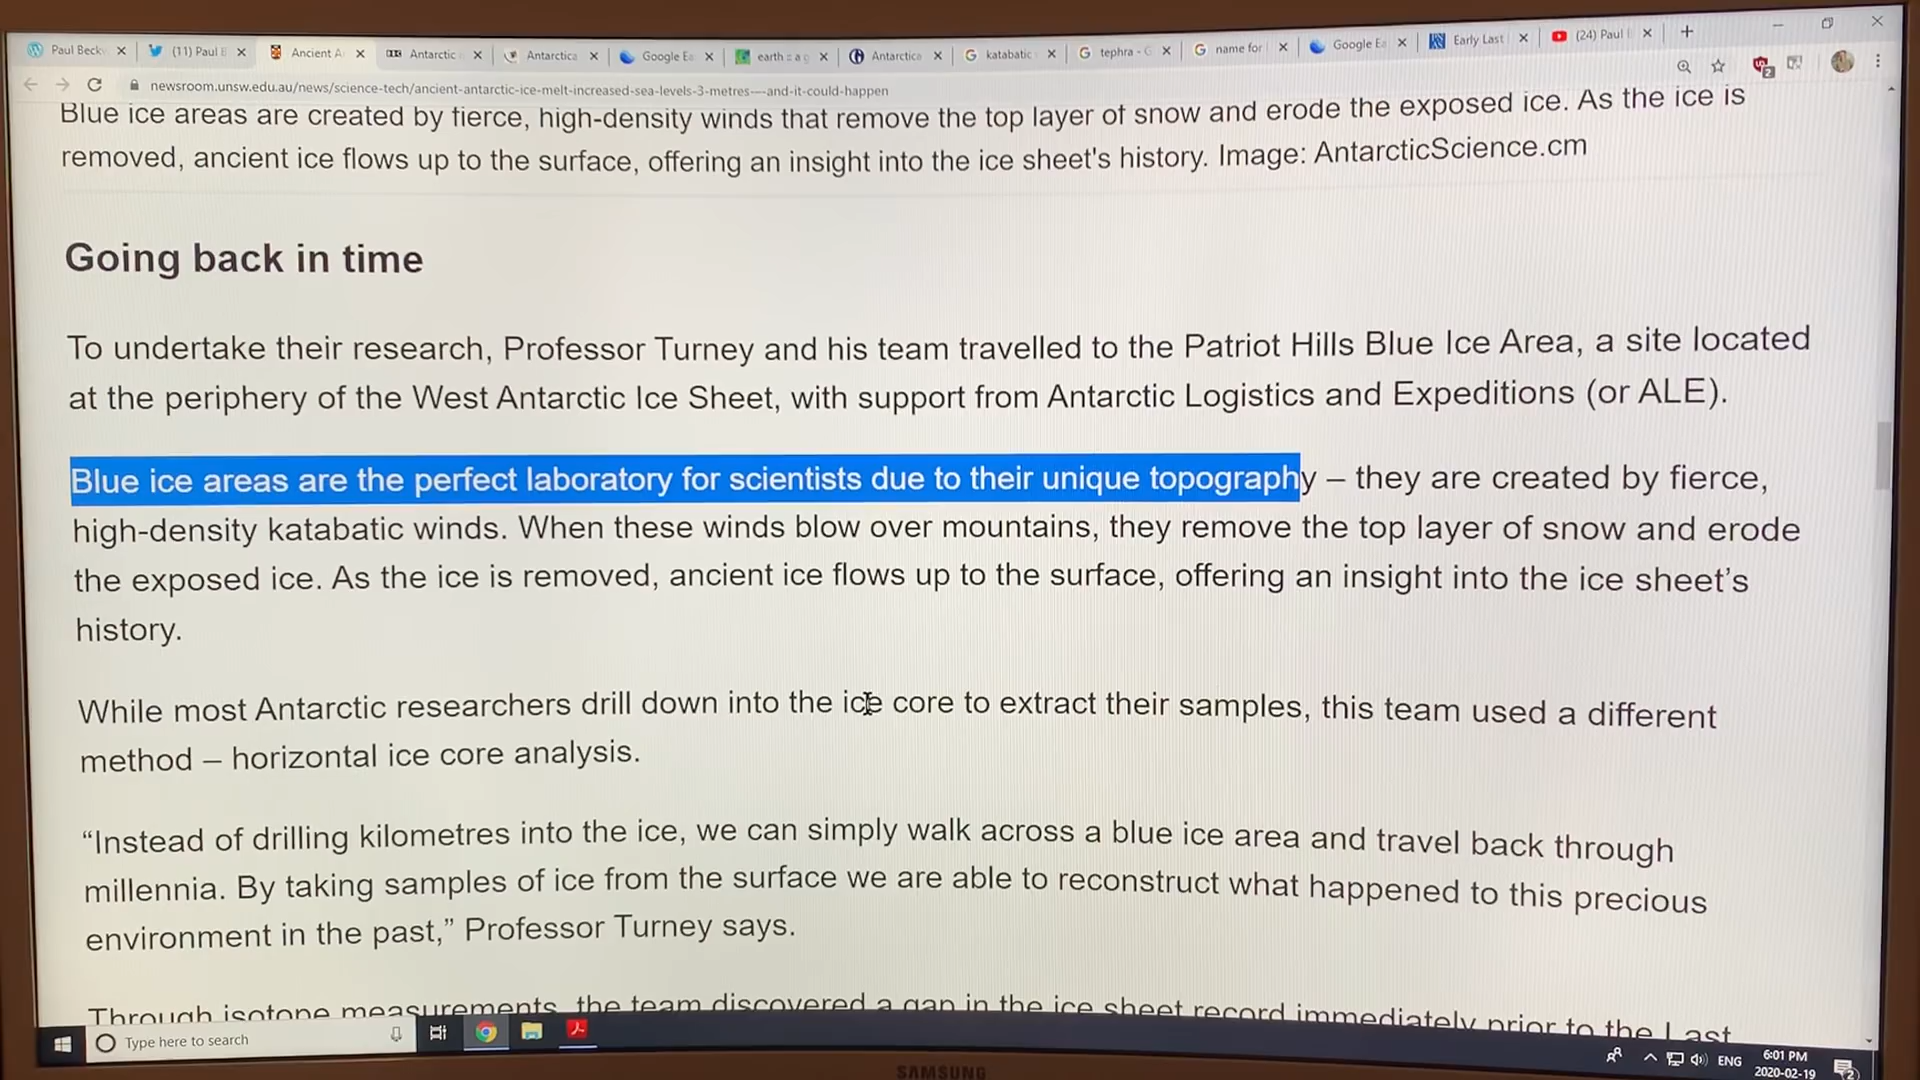 Paul Beck
(11) Paul
Ancient A
Antarctic
Antarctica
Google Ea
earth
Antarctica
katabatic
tephra - G
name for
Google Ea
Early Last
(24) Paul
newsroom.unsw.edu.au/news/science-tech/ancient-antarctic-ice-melt-increased-sea-levels-3-metres-–-and-it-could-happen
Blue ice areas are created by fierce, high-density winds that remove the top layer of snow and erode the exposed ice. As the ice is
removed, ancient ice flows up to the surface, offering an insight into the ice sheet's history. Image: AntarcticScience.cm
Going back in time
To undertake their research, Professor Turney and his team travelled to the Patriot Hills Blue Ice Area, a site located
at the periphery of the West Antarctic Ice Sheet, with support from Antarctic Logistics and Expeditions (or ALE).
Blue ice areas are the perfect laboratory for scientists due to their unique topography – they are created by fierce,
high-density katabatic winds. When these winds blow over mountains, they remove the top layer of snow and erode
the exposed ice. As the ice is removed, ancient ice flows up to the surface, offering an insight into the ice sheet’s
history.
While most Antarctic researchers drill down into the ice core to extract their samples, this team used a different
method – horizontal ice core analysis.
“Instead of drilling kilometres into the ice, we can simply walk across a blue ice area and travel back through
millennia. By taking samples of ice from the surface we are able to reconstruct what happened to this precious
environment in the past,” Professor Turney says.
Through isotope measurements, the team discovered a gap in the ice sheet record immediately prior to the Last
Type here to search
ENG
6:01 PM
2020-02-19
2
SAMSUNG